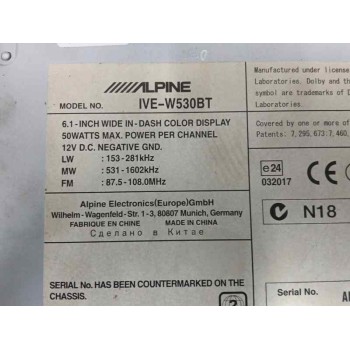 ALPINE
MODEL NO. IVE-W530BT
6.1-INCH WIDE IN-DASH COLOR DISPLAY
50WATTS MAX. POWER PER CHANNEL
12V D.C. NEGATIVE GND.
LW : 153-281kHz
MW : 531-1602kHz
FM : 87.5-108.0MHz
Alpine Electronics(Europe)GmbH
Wilhelm-Wagenfeld-Str. 1-3, 80807 Munich, Germany
FABRIQUE EN CHINE MADE IN CHINA
Сделано в Китае
SERIAL No. HAS BEEN COUNTERMARKED ON THE
CHASSIS.
Manufactured under license
Laboratories. Dolby and the
symbol are trademarks of D
Laboratories.
Covered by one or more of
Patents: 7,295,673;7,460,
e24
032017
CE
N18
Serial No.